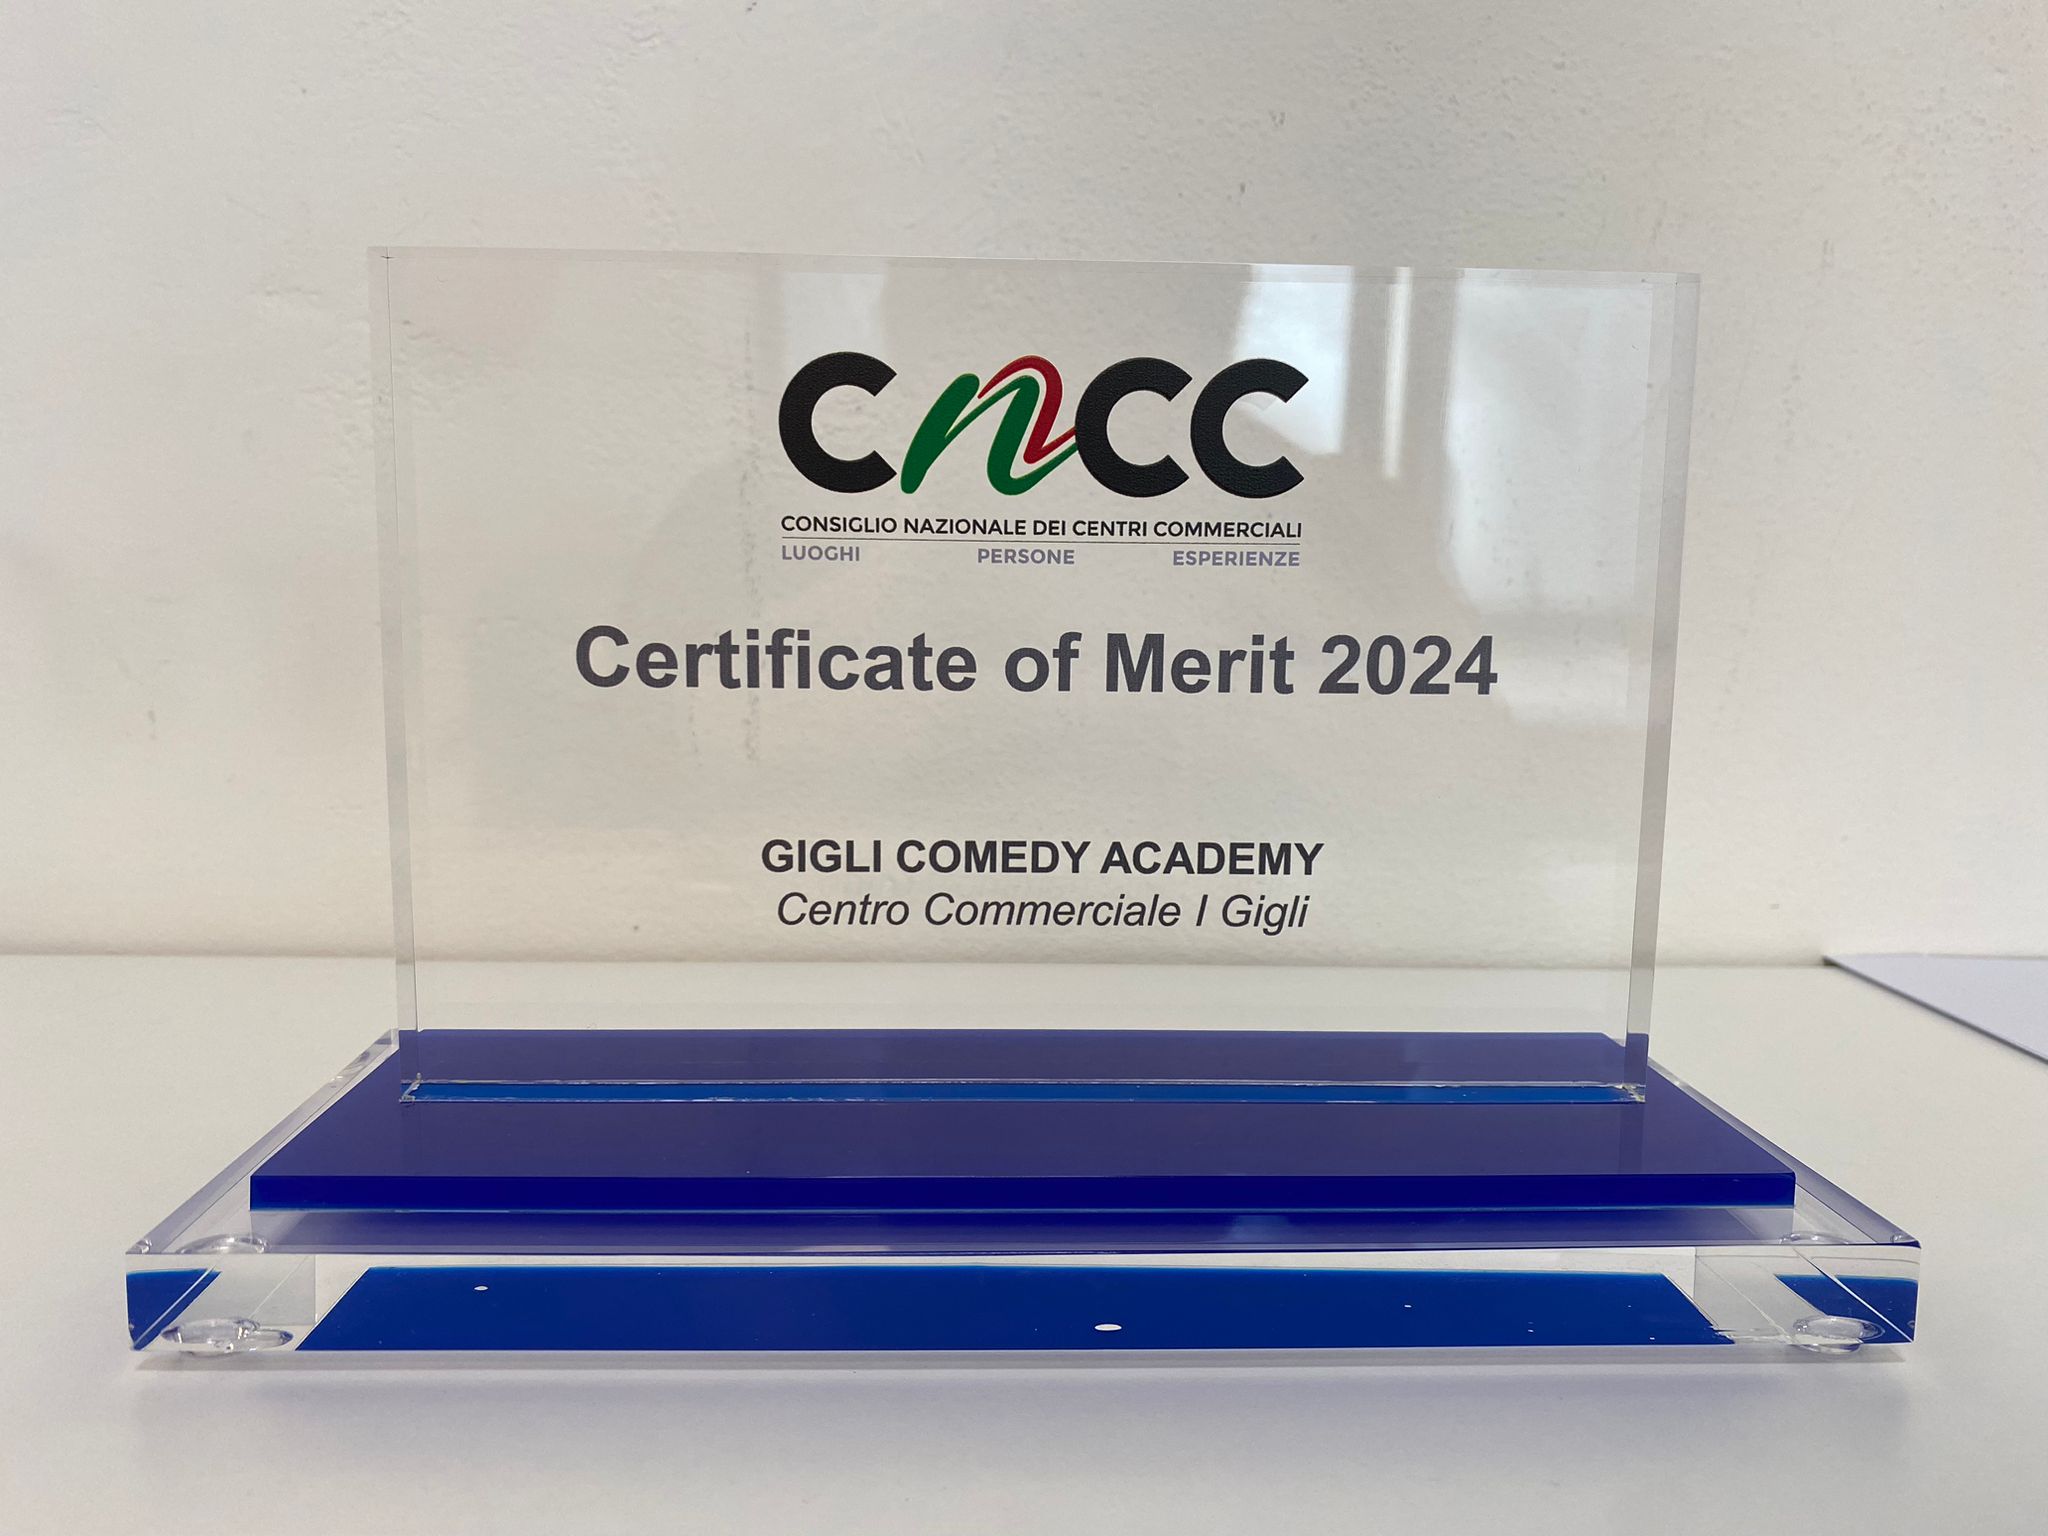 cncc
CONSIGLIO NAZIONALE DEI CENTRI COMMERCIALI
LUOGHI PERSONE ESPERIENZE
Certificate of Merit 2024
GIGLI COMEDY ACADEMY
Centro Commerciale I Gigli